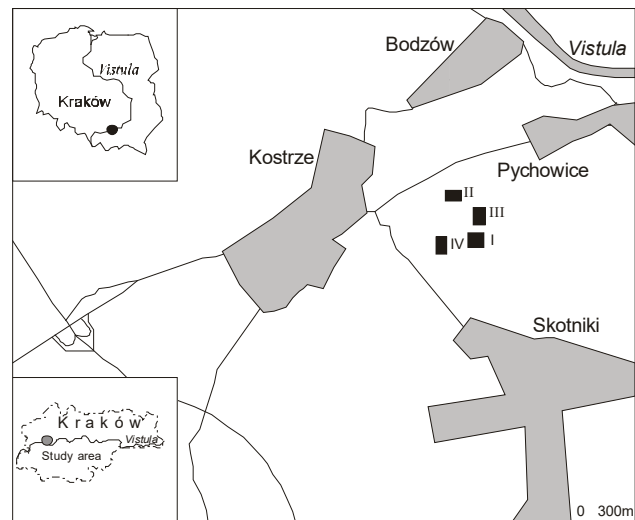 Vistula
Kraków
Bodzów
Vistula
Kostrze
Pychowice
II
III
IV
I
Skotniki
Kraków
Vistula
Study area
0 300m